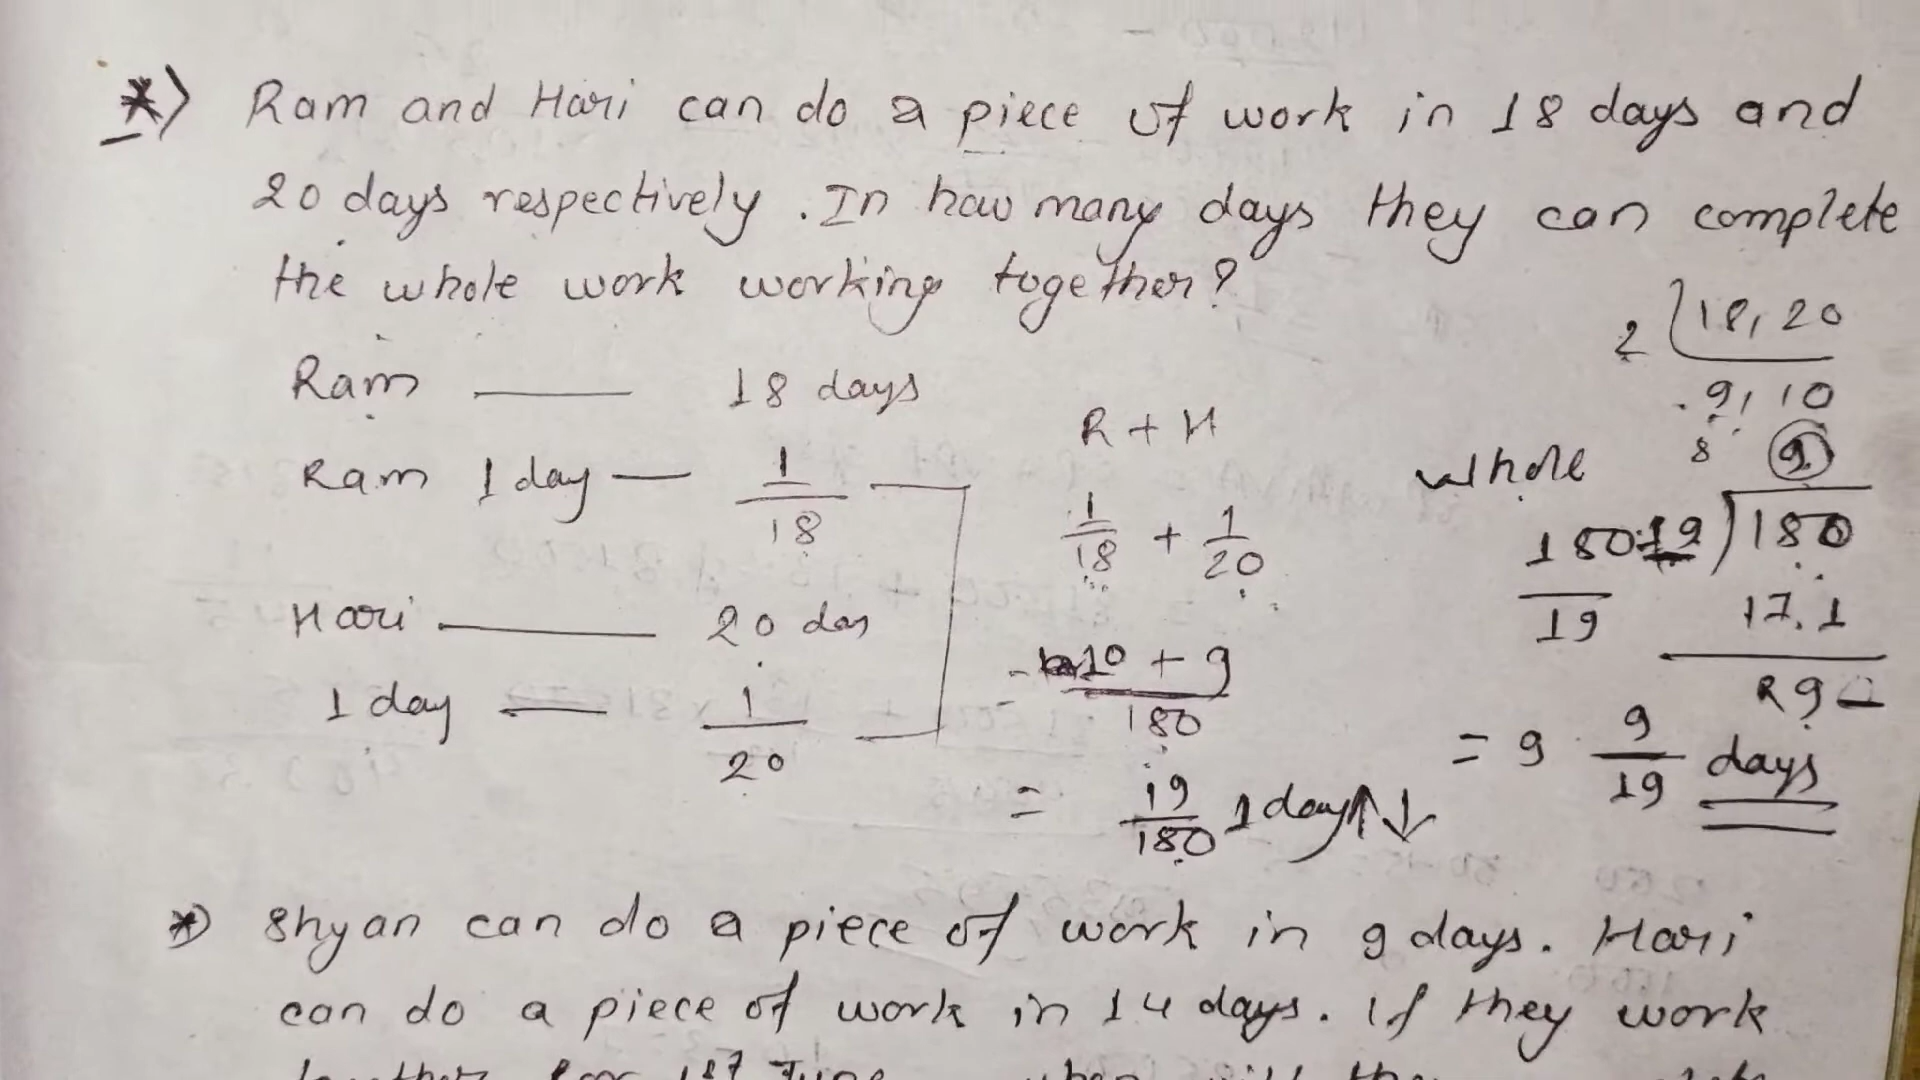 *) Ram and Hari can do a piece of work in 18 days and
20 days respectively. In how many days they can complete
the whole work working together?
Ram — 18 days
Ram 1 day — 1/18
Hari — 20 day
1 day = 1/20
R + H
1/18 + 1/20
= 10 + 9 / 180
= 19/180 1 day ↑ ↓
2 ) 18, 20
9, 10
whole
180/19
9
19 ) 180
171
R 9
= 9 9/19 days
*) Shyan can do a piece of work in 9 days. Hari
can do a piece of work in 14 days. If they work